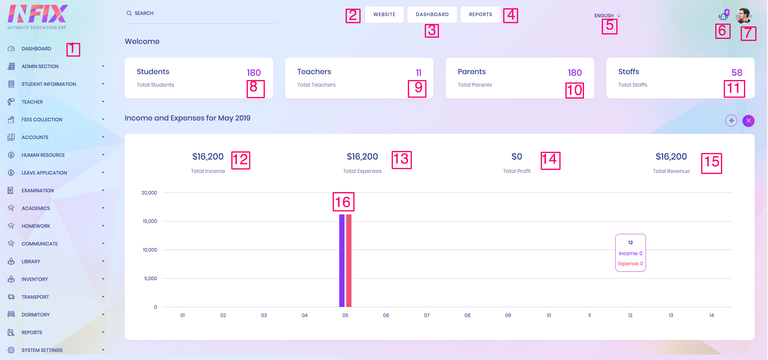 INFIX
ULTIMATE EDUCATION ERP
SEARCH
2
WEBSITE
DASHBOARD
REPORTS
4
3
ENGLISH
5
6
7
DASHBOARD
1
ADMIN SECTION
STUDENT INFORMATION
TEACHER
FEES COLLECTION
ACCOUNTS
HUMAN RESOURCE
LEAVE APPLICATION
EXAMINATION
ACADEMICS
HOMEWORK
COMMUNICATE
LIBRARY
INVENTORY
TRANSPORT
DORMITORY
REPORTS
SYSTEM SETTINGS
Welcome
Students 180
Total Students 8
Teachers 11
Total Teachers 9
Parents 180
Total Parents 10
Staffs 58
Total Staffs 11
Income and Expenses for May 2019
$16,200 12
Total Income
$16,200 13
Total Expenses
$0 14
Total Profit
$16,200 15
Total Revenue
20,000
15,000
10,000
5,000
0
16
12
Income: 0
Expense: 0
01 02 03 04 05 06 07 08 09 10 11 12 13 14